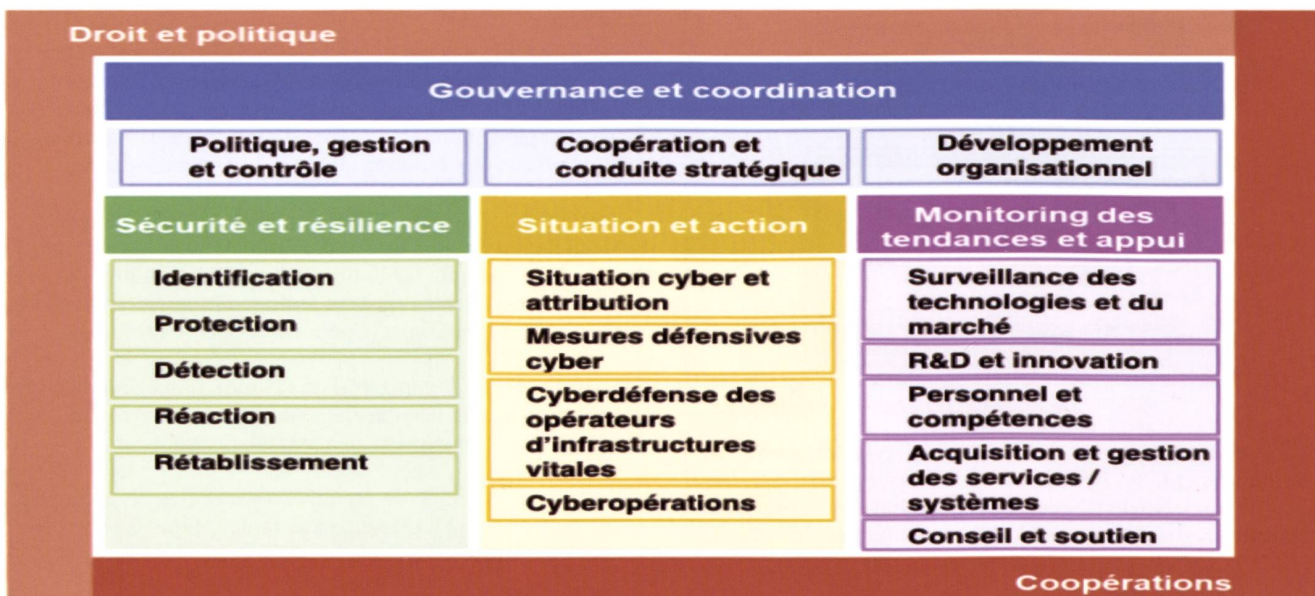 Droit et politique
Gouvernance et coordination
Politique, gestion
et contrôle
Coopération et
conduite stratégique
Développement
organisationnel
Sécurité et résilience
Identification
Protection
Détection
Réaction
Rétablissement
Situation et action
Situation cyber et
attribution
Mesures défensives
cyber
Cyberdéfense des
opérateurs
d'infrastructures
vitales
Cyberopérations
Monitoring des
tendances et appui
Surveillance des
technologies et du
marché
R&D et innovation
Personnel et
compétences
Acquisition et gestion
des services /
systèmes
Conseil et soutien
Coopérations